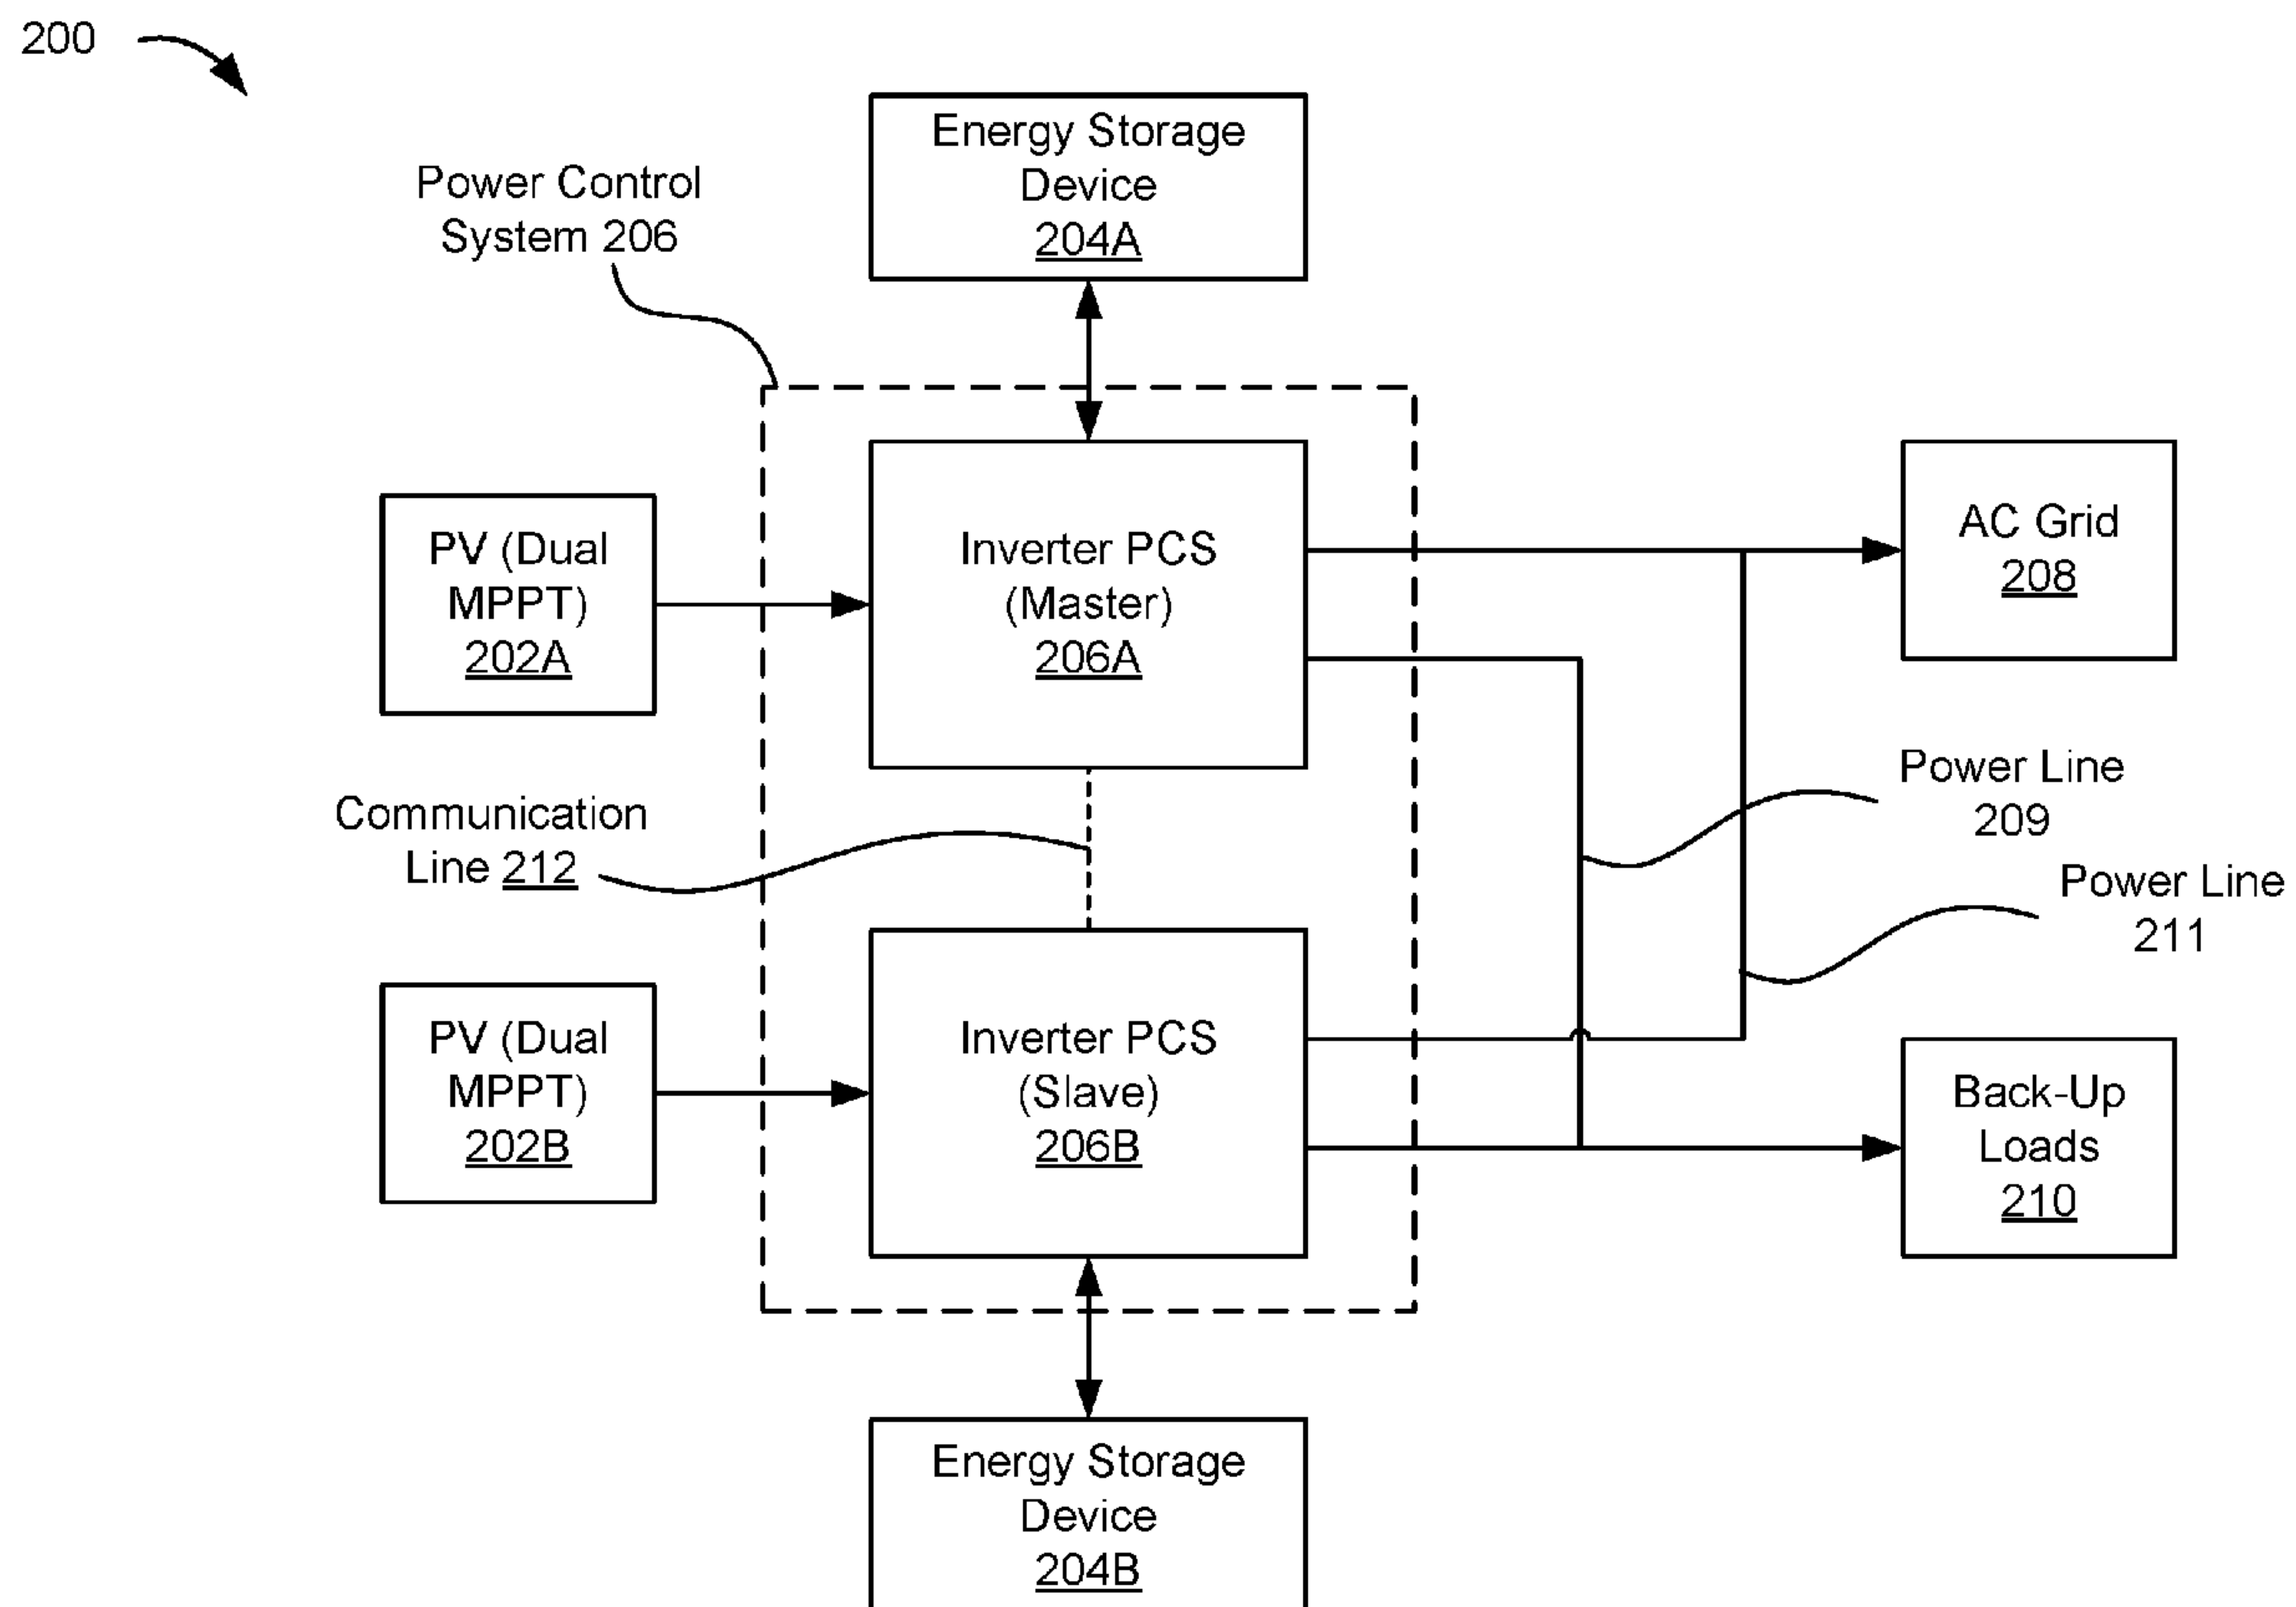 200
Energy Storage
Device
204A
Power Control
System 206
PV (Dual
MPPT)
202A
Inverter PCS
(Master)
206A
AC Grid
208
Communication
Line 212
Power Line
209
Power Line
211
PV (Dual
MPPT)
202B
Inverter PCS
(Slave)
206B
Back-Up
Loads
210
Energy Storage
Device
204B